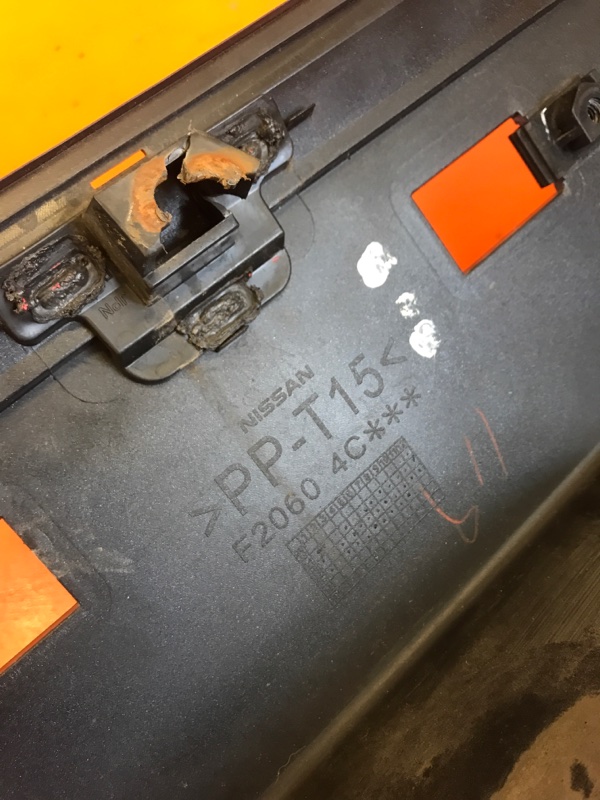 NISSAN
>PP-T15<
F2060 4C***